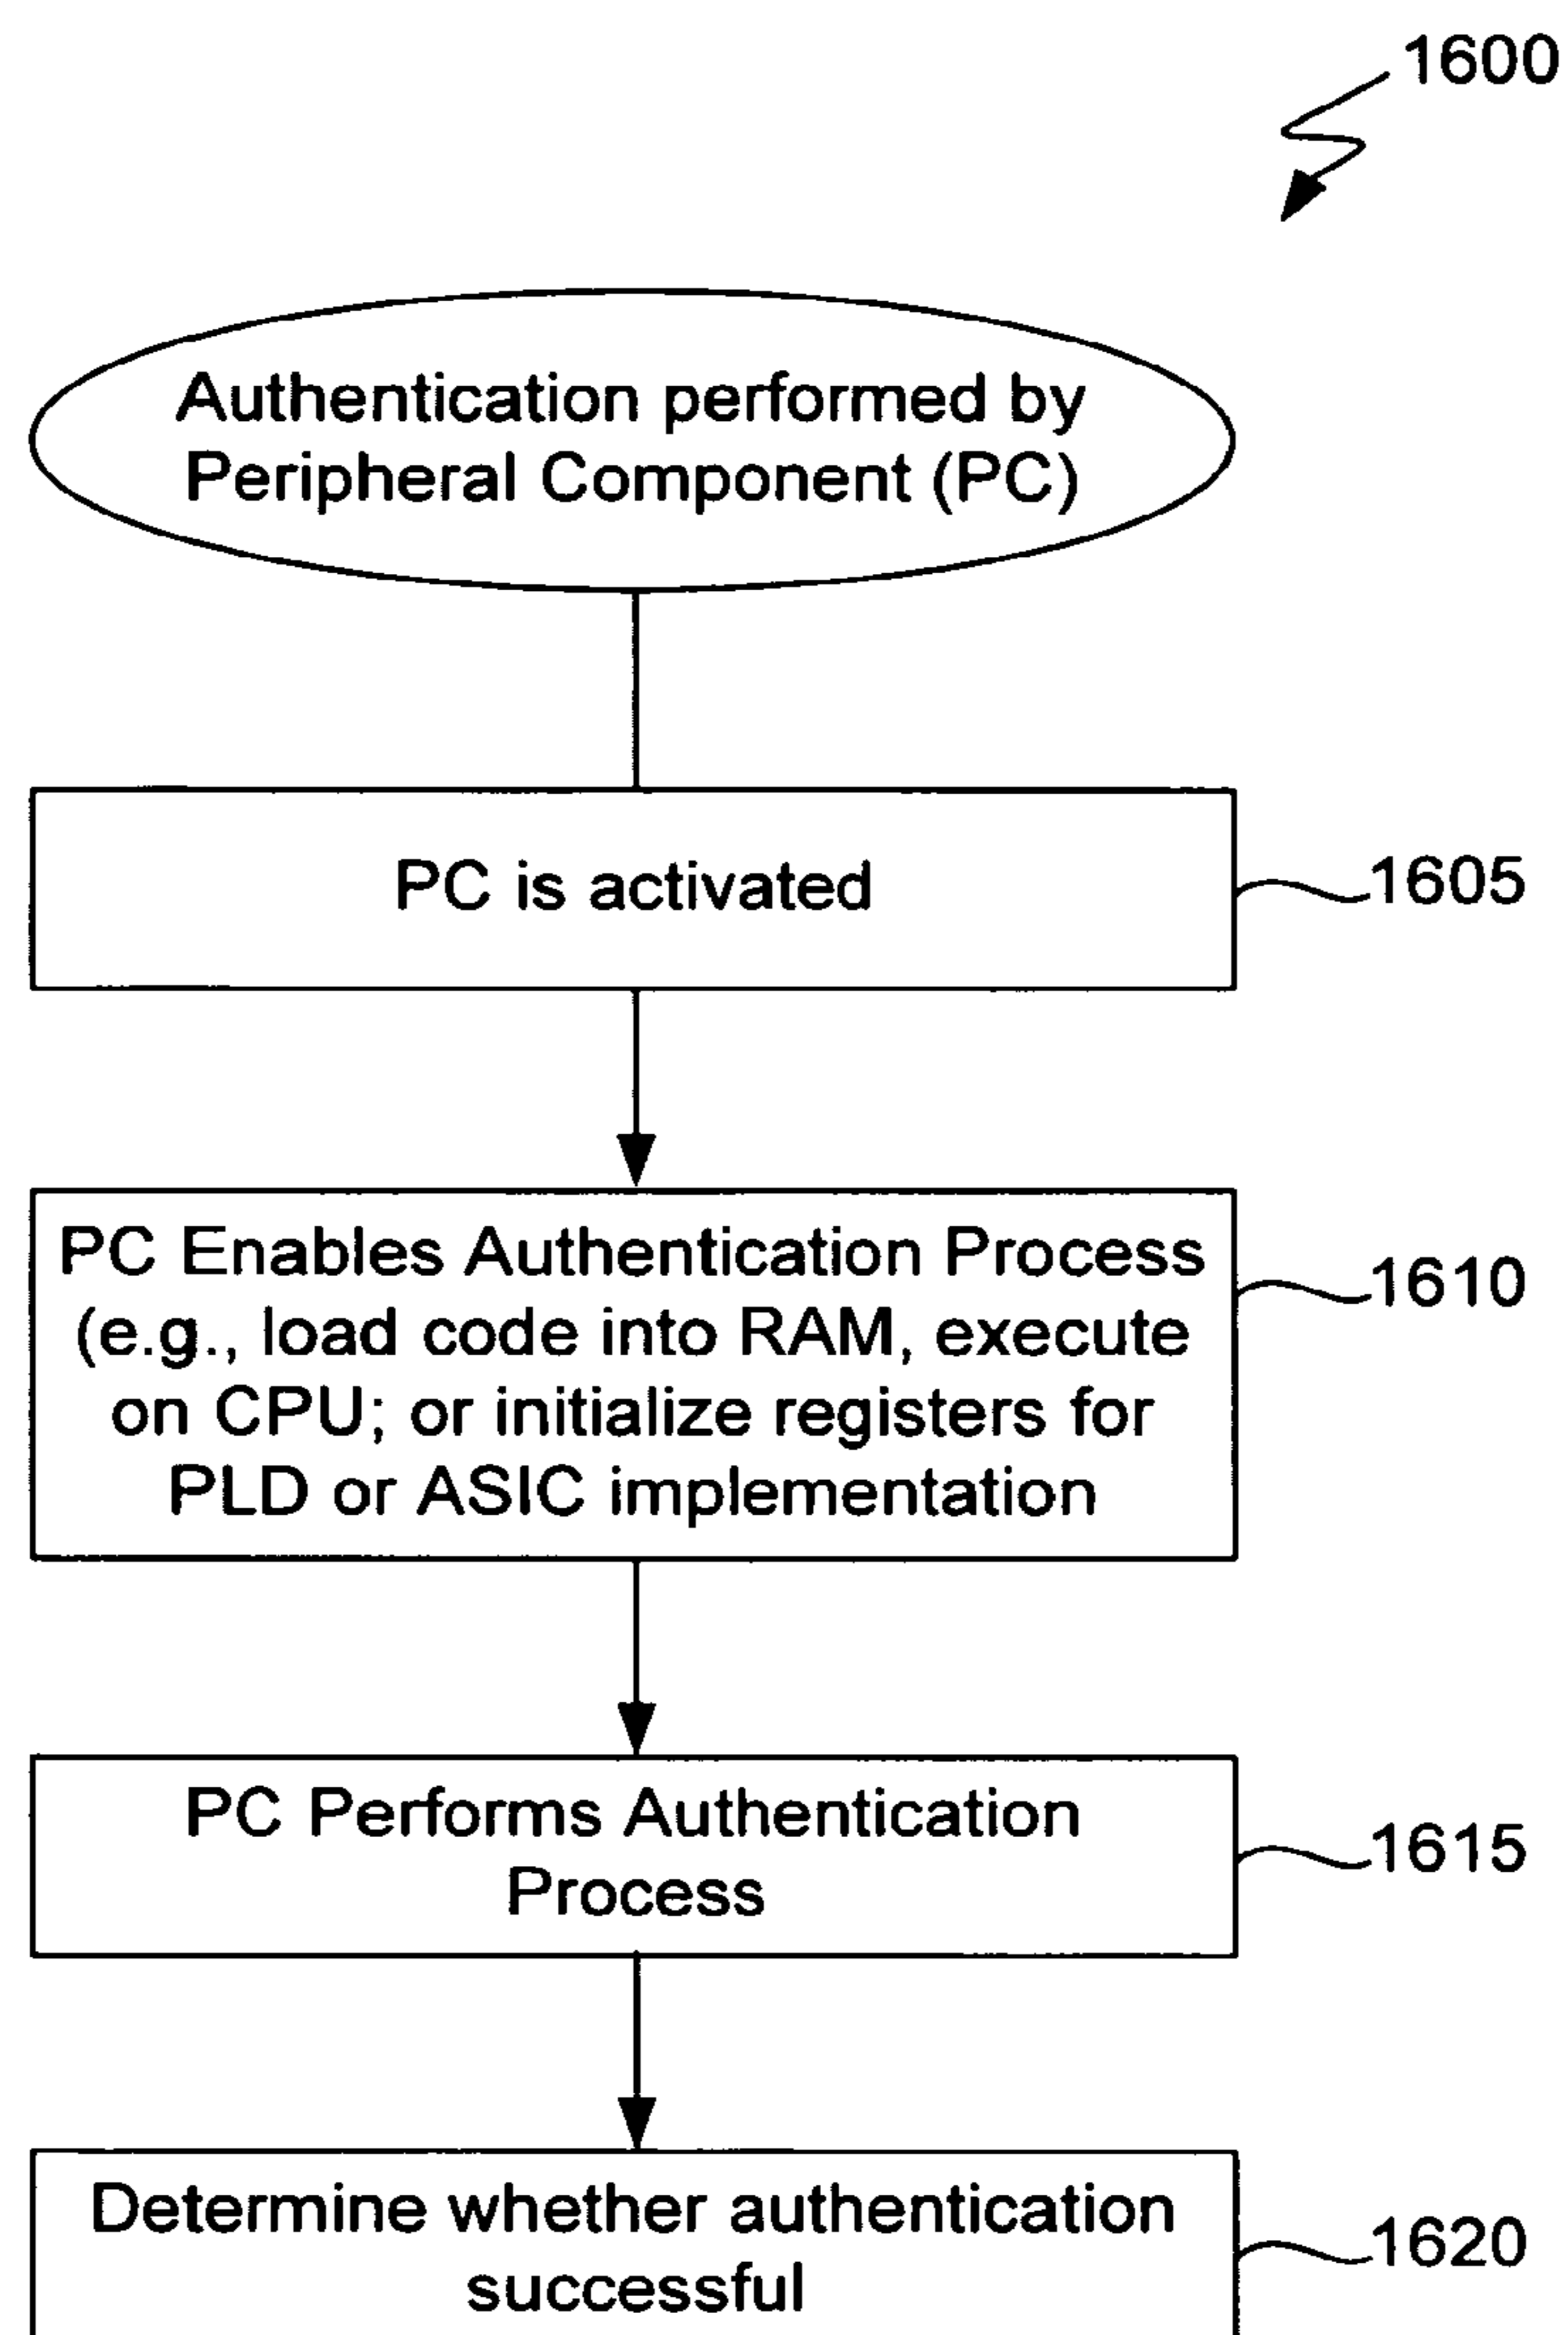 1600
Authentication performed by
Peripheral Component (PC)
PC is activated
1605
PC Enables Authentication Process
(e.g., load code into RAM, execute
on CPU; or initialize registers for
PLD or ASIC implementation
1610
PC Performs Authentication
Process
1615
Determine whether authentication
successful
1620